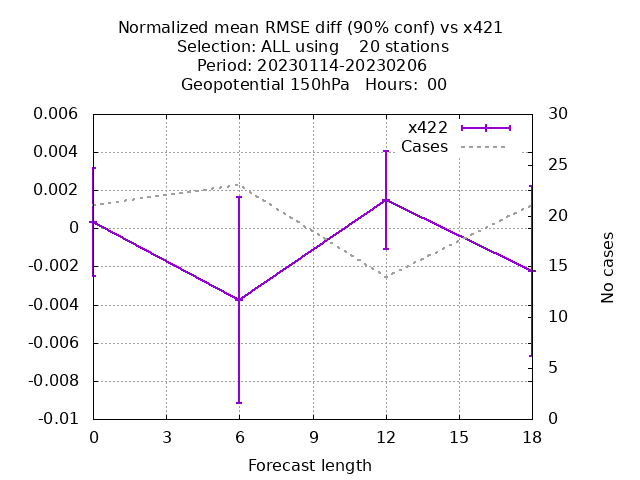 Normalized mean RMSE diff (90% conf) vs x421
Selection: ALL using    20 stations
Period: 20230114-20230206
Geopotential 150hPa   Hours:  00
x422
Cases
0.006
0.004
0.002
0
-0.002
-0.004
-0.006
-0.008
-0.01
30
25
20
15
10
5
0
No cases
0 3 6 9 12 15 18
Forecast length